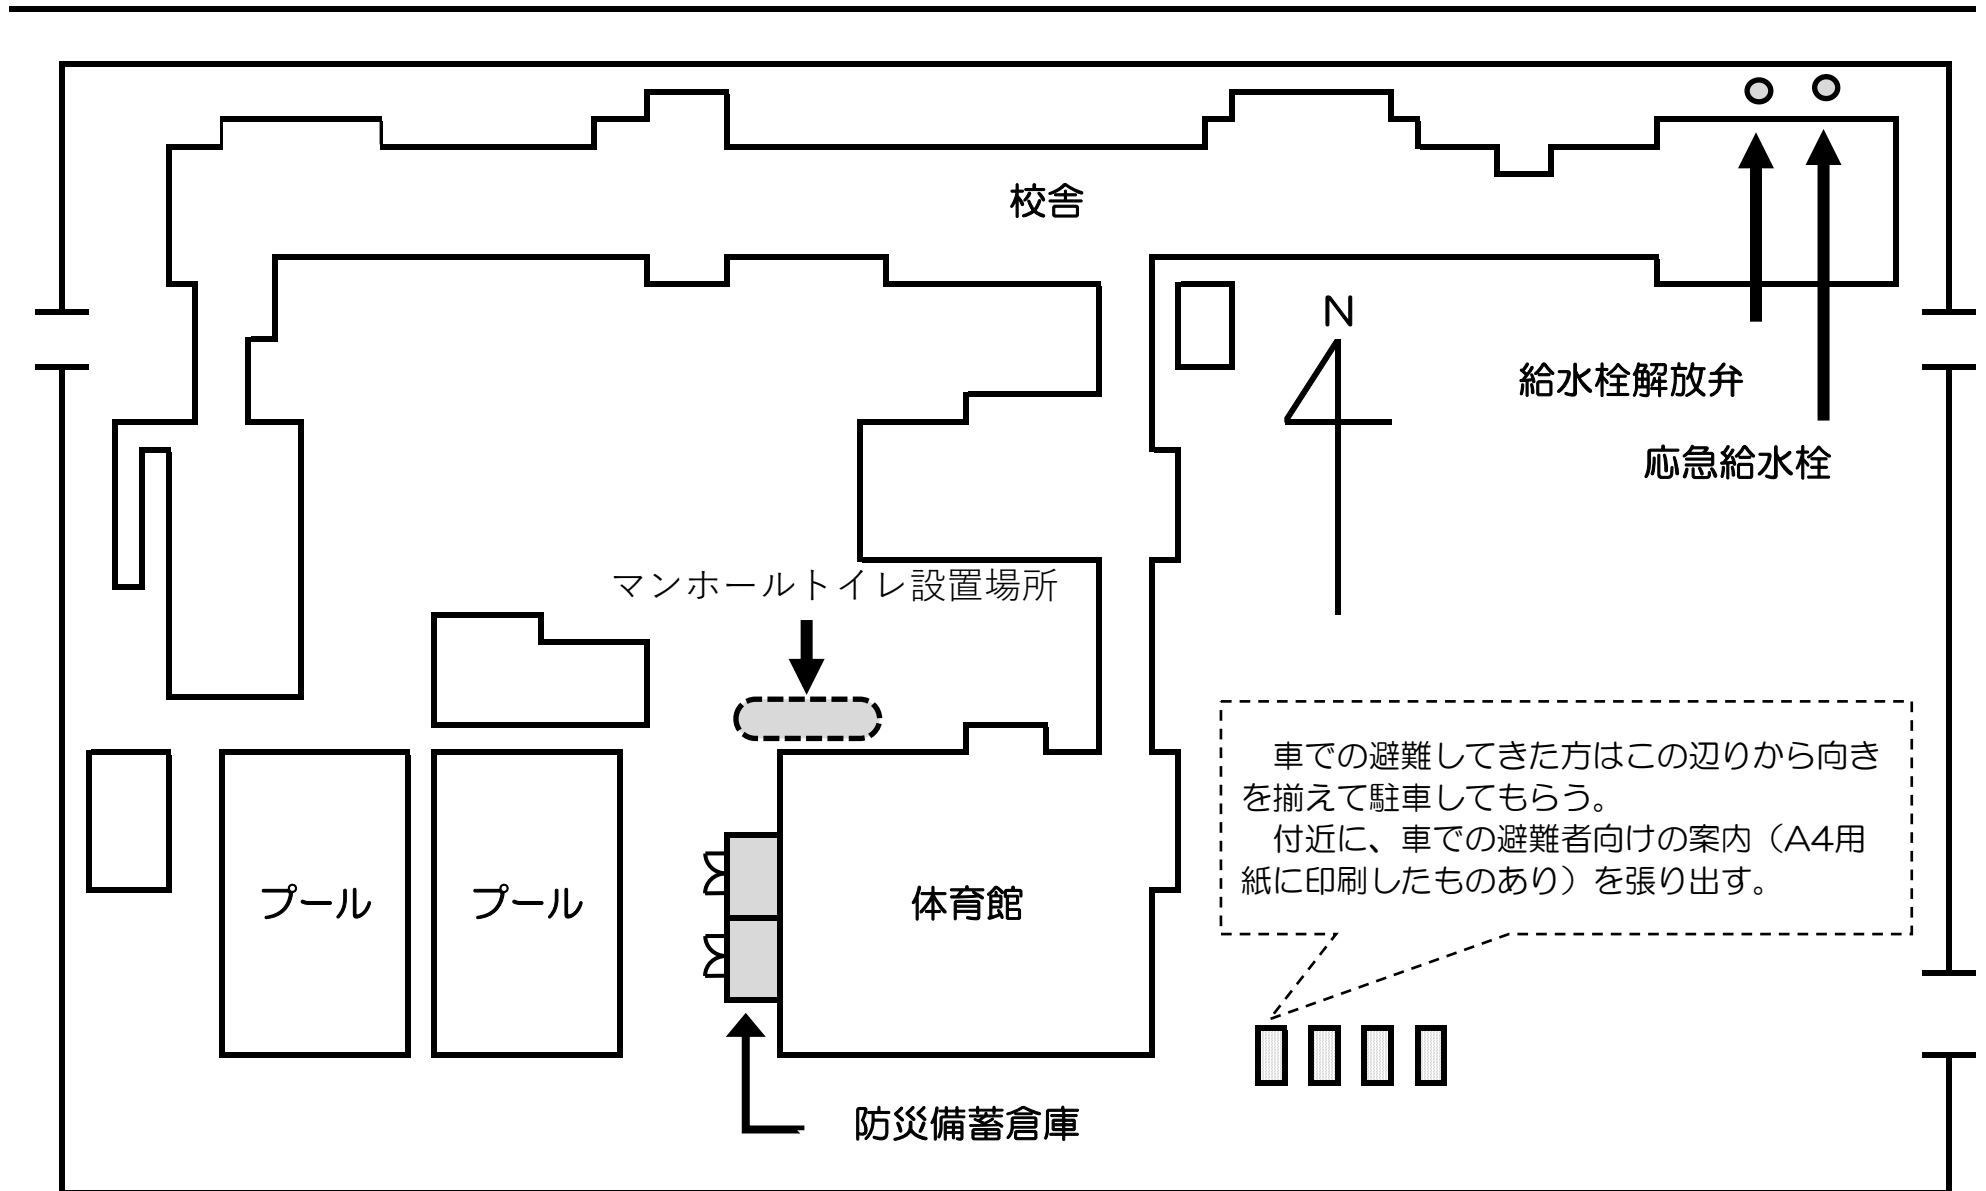 校舎
N
給水栓解放弁
応急給水栓
マンホールトイレ設置場所
車での避難してきた方はこの辺りから向き
を揃えて駐車してもらう。
付近に、車での避難者向けの案内（A4用
紙に印刷したものあり）を張り出す。
プール
プール
体育館
防災備蓄倉庫